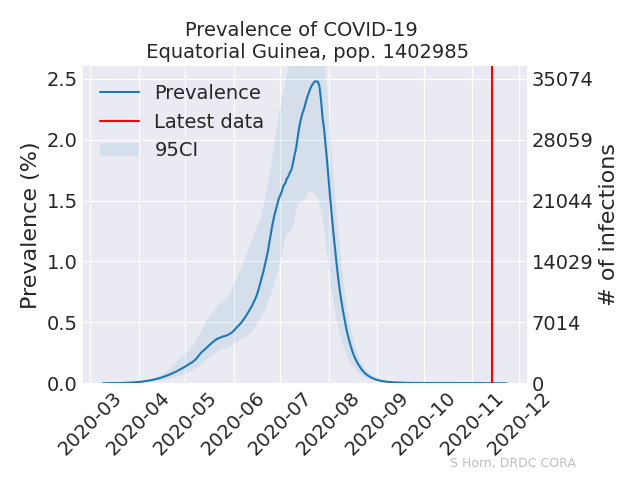 Prevalence of COVID-19
Equatorial Guinea, pop. 1402985
Prevalence
Latest data
95CI
Prevalence (%)
2.5
2.0
1.5
1.0
0.5
0.0
35074
28059
21044
14029
7014
0
# of infections
2020-03
2020-04
2020-05
2020-06
2020-07
2020-08
2020-09
2020-10
2020-11
2020-12
S Horn, DRDC CORA